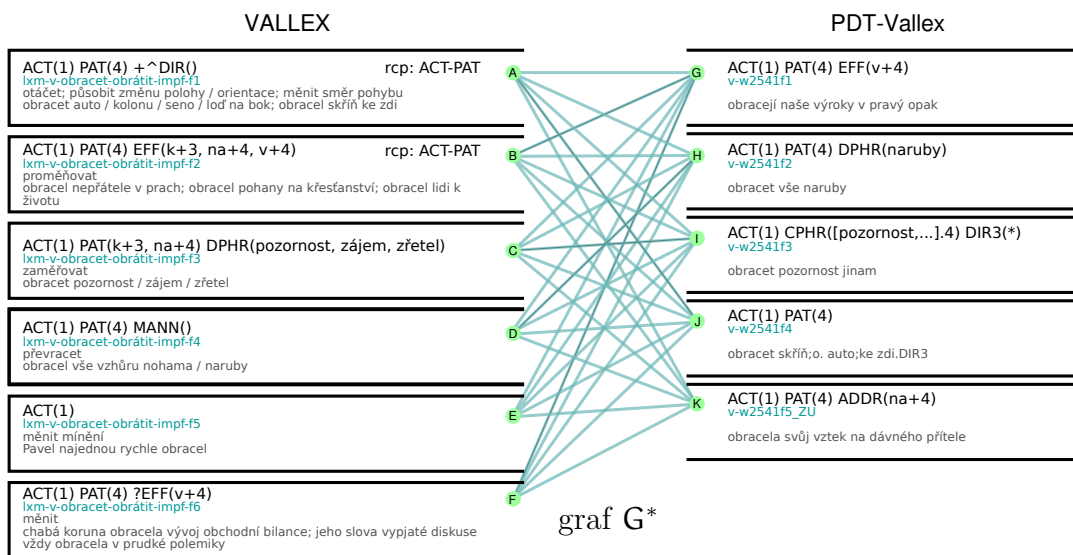 VALLEX
ACT(1) PAT(4) +^DIR() rcp: ACT-PAT
lxm-v-obracet-obrátit-impf-f1
otáčet; působit změnu polohy / orientace; měnit směr pohybu
obracet auto / kolonu / seno / loď na bok; obracel skříň ke zdi
ACT(1) PAT(4) EFF(k+3, na+4, v+4) rcp: ACT-PAT
lxm-v-obracet-obrátit-impf-f2
proměňovat
obracel nepřátele v prach; obracel pohany na křesťanství; obracel lidi k
životu
ACT(1) PAT(k+3, na+4) DPHR(pozornost, zájem, zřetel)
lxm-v-obracet-obrátit-impf-f3
zaměřovat
obracet pozornost / zájem / zřetel
ACT(1) PAT(4) MANN()
lxm-v-obracet-obrátit-impf-f4
převracet
obracel vše vzhůru nohama / naruby
ACT(1)
lxm-v-obracet-obrátit-impf-f5
měnit mínění
Pavel najednou rychle obracel
ACT(1) PAT(4) ?EFF(v+4)
lxm-v-obracet-obrátit-impf-f6
měnit
chabá koruna obracela vývoj obchodní bilance; jeho slova vypjaté diskuse
vždy obracela v prudké polemiky
A
B
C
D
E
F
G
H
I
J
K
graf G*
PDT-Vallex
ACT(1) PAT(4) EFF(v+4)
v-w2541f1
obracejí naše výroky v pravý opak
ACT(1) PAT(4) DPHR(naruby)
v-w2541f2
obracet vše naruby
ACT(1) CPHR([pozornost,...].4) DIR3(*)
v-w2541f3
obracet pozornost jinam
ACT(1) PAT(4)
v-w2541f4
obracet skříň;o. auto;ke zdi.DIR3
ACT(1) PAT(4) ADDR(na+4)
v-w2541f5_ZU
obracela svůj vztek na dávného přítele